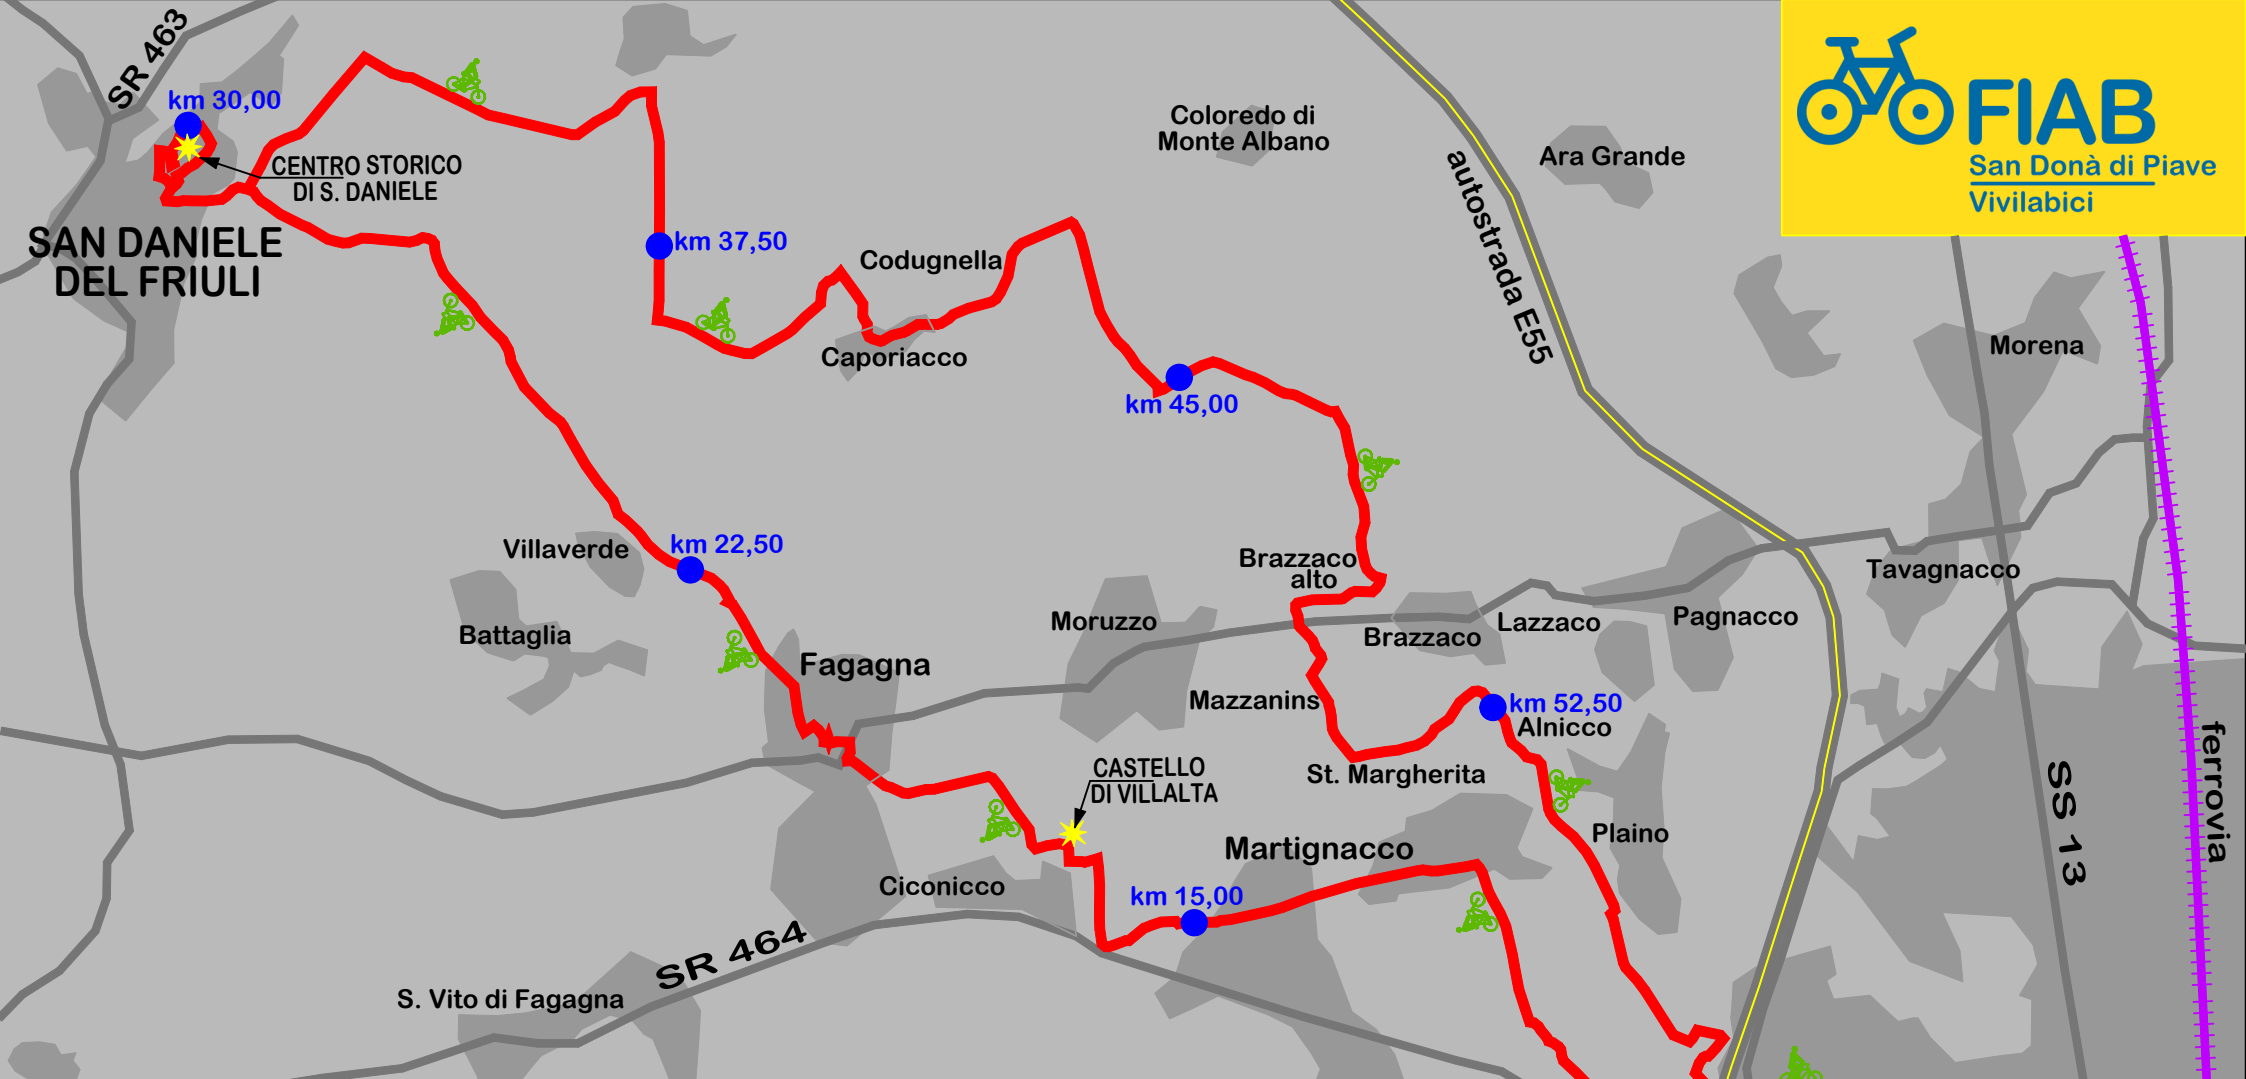 SR 463
km 30,00
CENTRO STORICO
DI S. DANIELE
SAN DANIELE
DEL FRIULI
km 37,50
Codugnella
Caporiacco
Coloredo di
Monte Albano
Ara Grande
autostrada E55
FIAB
San Donà di Piave
Vivilabici
Morena
km 45,00
Villaverde
km 22,50
Battaglia
Fagagna
Moruzzo
Brazzaco
alto
Brazzaco
Lazzaco
Pagnacco
Tavagnacco
Mazzanins
km 52,50
Alnicco
St. Margherita
CASTELLO
DI VILLALTA
Plaino
Martignacco
Ciconicco
km 15,00
SR 464
S. Vito di Fagagna
SS 13
ferrovia